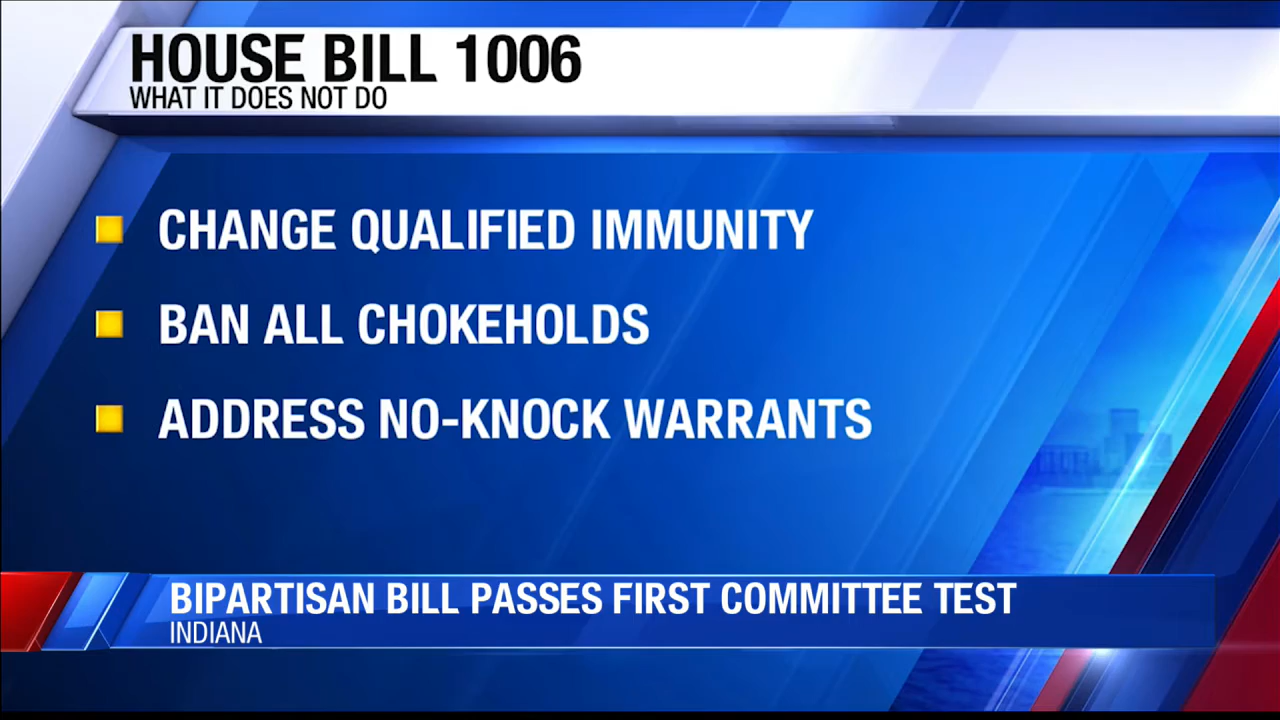 HOUSE BILL 1006
WHAT IT DOES NOT DO
CHANGE QUALIFIED IMMUNITY
BAN ALL CHOKEHOLDS
ADDRESS NO-KNOCK WARRANTS
BIPARTISAN BILL PASSES FIRST COMMITTEE TEST
INDIANA